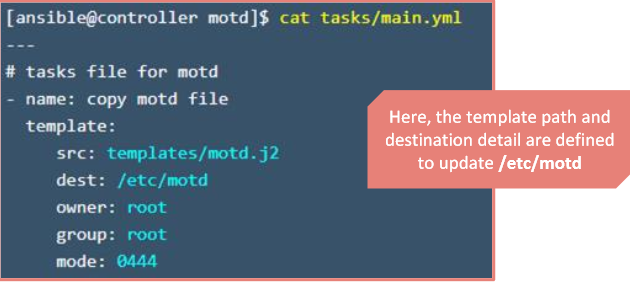 [ansible@controller motd]$ cat tasks/main.yml
---
# tasks file for motd
- name: copy motd file
  template:
     src: templates/motd.j2
     dest: /etc/motd
     owner: root
     group: root
     mode: 0444
Here, the template path and
destination detail are defined
to update /etc/motd